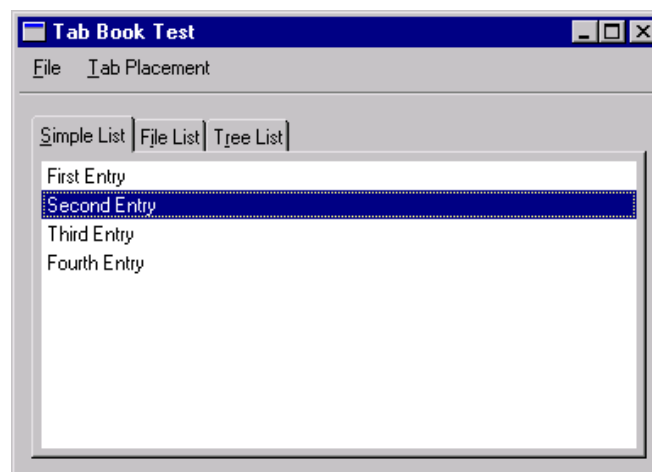 Tab Book Test
File Tab Placement
Simple List File List Tree List
First Entry
Second Entry
Third Entry
Fourth Entry